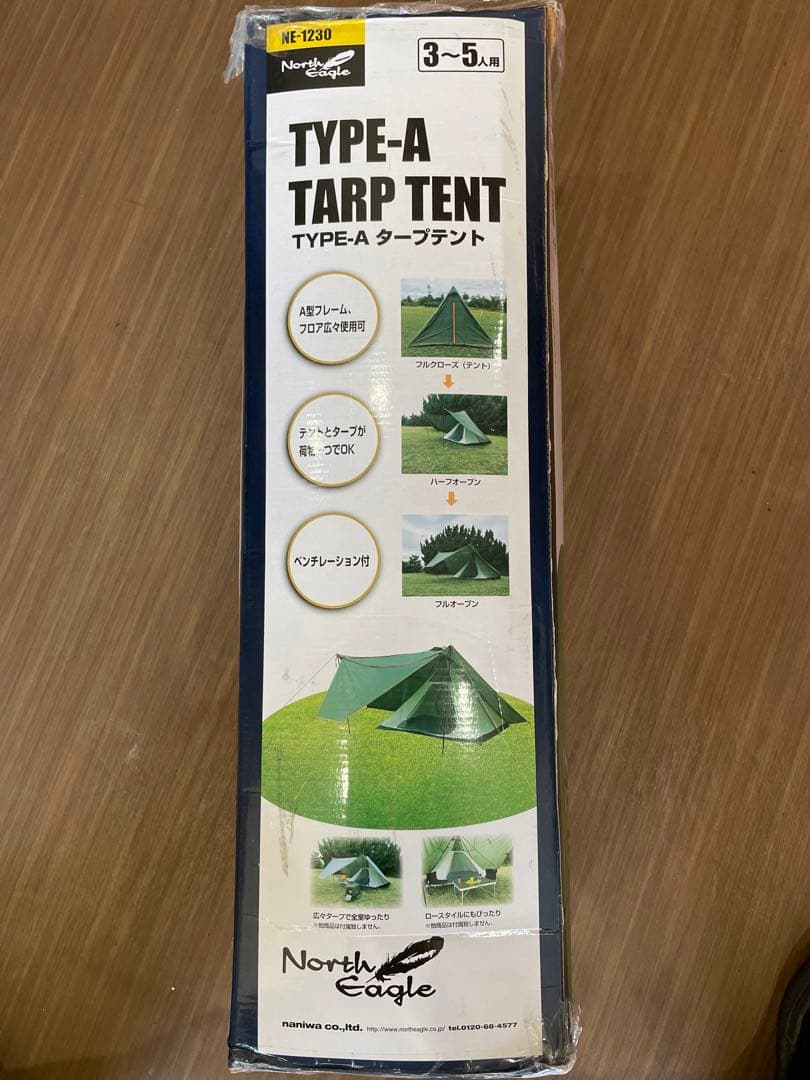 NE-1230
North Eagle
3～5人用
TYPE-A
TARP TENT
TYPE-A タープテント
A型フレーム、
フロア広々使用可
フルクローズ（テント）
テントとタープが
荷物一つでOK
ハーフオープン
ベンチレーション付
フルオープン
広々タープで全室ゆったり
※他商品は付属致しません。
ロースタイルにもぴったり
※他商品は付属致しません。
North
Eagle
naniwa co.,ltd. http://www.northeagle.co.jp/ tel.0120-68-4577